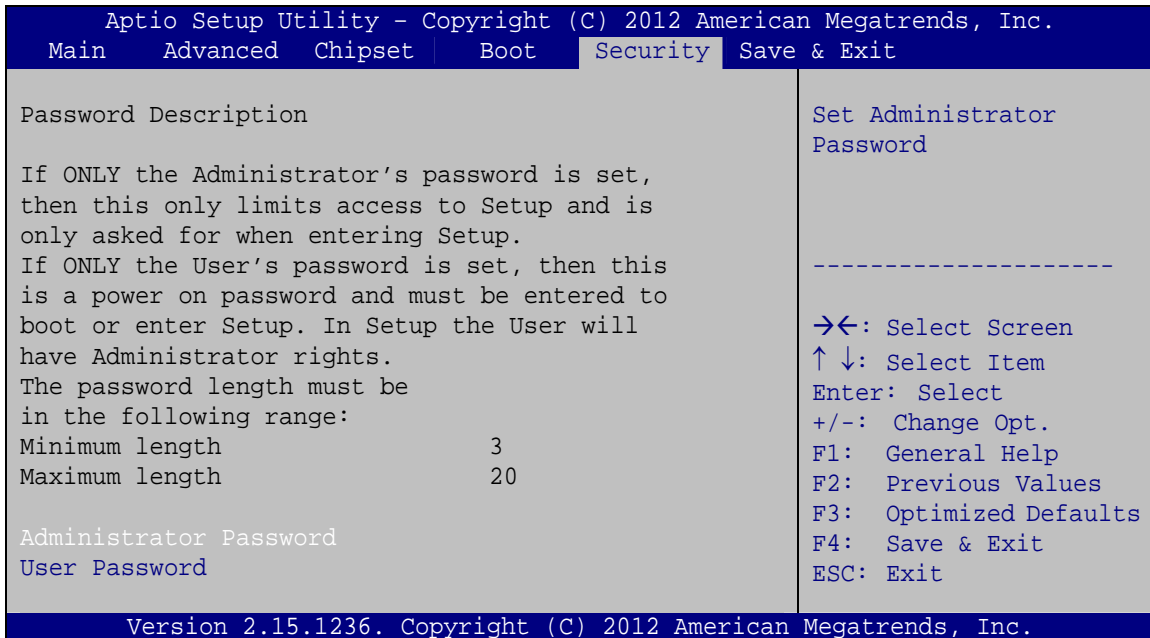 Aptio Setup Utility – Copyright (C) 2012 American Megatrends, Inc.
Main Advanced Chipset Boot Security Save & Exit
Password Description
If ONLY the Administrator’s password is set,
then this only limits access to Setup and is
only asked for when entering Setup.
If ONLY the User’s password is set, then this
is a power on password and must be entered to
boot or enter Setup. In Setup the User will
have Administrator rights.
The password length must be
in the following range:
Minimum length 3
Maximum length 20
Administrator Password
User Password
Set Administrator
Password
---------------------
→←: Select Screen
↑ ↓: Select Item
Enter: Select
+/-: Change Opt.
F1: General Help
F2: Previous Values
F3: Optimized Defaults
F4: Save & Exit
ESC: Exit
Version 2.15.1236. Copyright (C) 2012 American Megatrends, Inc.